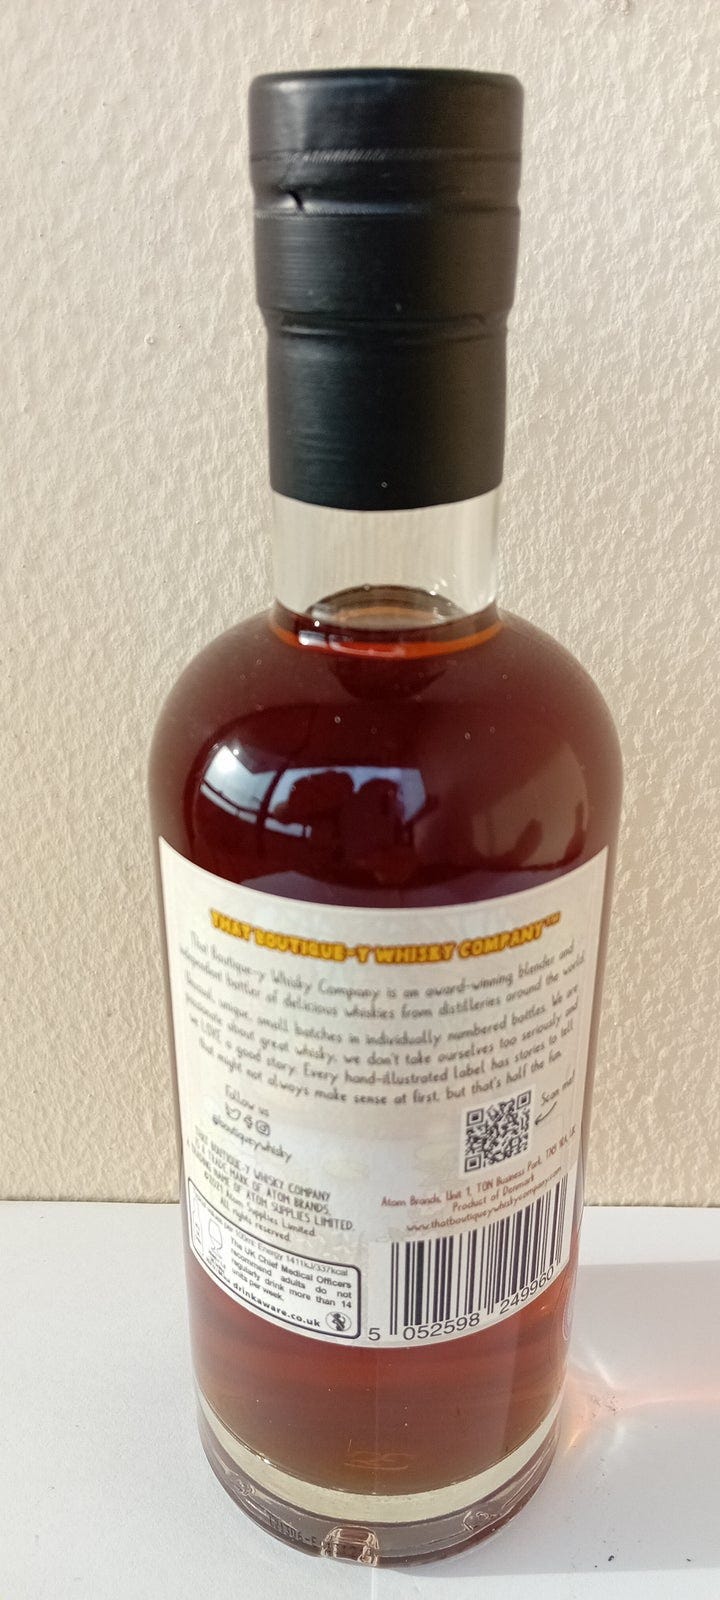 THAT BOUTIQUE-Y WHISKY COMPANY™
That Boutique-y Whisky Company is an award-winning blender and
independent bottler of delicious whiskies from distilleries around the world.
unique, small batches in individually numbered bottles. We are
passionate about great whisky, we don't take ourselves too seriously and
we LOVE a good story. Every hand-illustrated label has stories to tell
that might not always make sense at first, but that's half the fun.
Follow us
@boutiqueywhisky
Scan me!
THAT BOUTIQUE-Y WHISKY COMPANY
IS A TRADE MARK OF ATOM BRANDS,
A TRADING NAME OF ATOM SUPPLIES LIMITED.
Atom Supplies Limited.
All rights reserved.
Atom Brands, Unit 1, TON Business Park, TN9 1RA, UK
Product of Denmark
www.thatboutiqueywhiskycompany.com
per 100ml: Energy 1411kJ/337kcal
The UK Chief Medical Officers
recommend adults do not
regularly drink more than 14
units per week.
drinkaware.co.uk
5 052598 249960